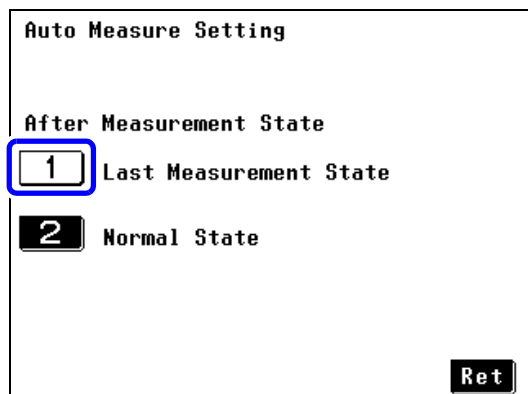 Auto Measure Setting
After Measurement State
1 Last Measurement State
2 Normal State
Ret